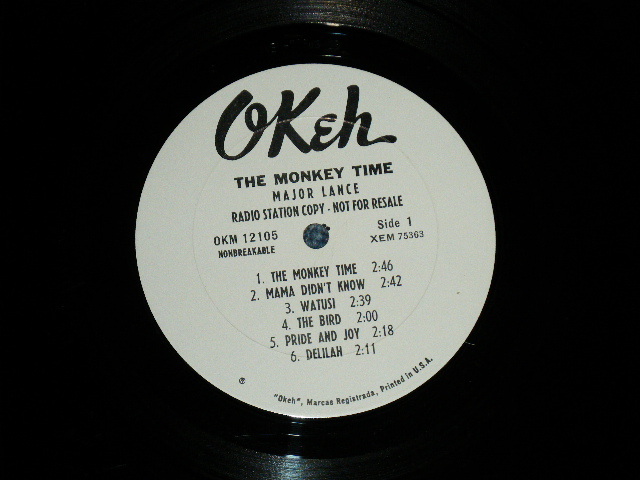 OKeh
THE MONKEY TIME
MAJOR LANCE
RADIO STATION COPY - NOT FOR RESALE
OKM 12105
NONBREAKABLE
Side 1
XEM 75363
1. THE MONKEY TIME 2:46
2. MAMA DIDN'T KNOW 2:42
3. WATUSI 2:39
4. THE BIRD 2:00
5. PRIDE AND JOY 2:18
6. DELILAH 2:11
®
"Okeh", Marcas Registrada, Printed in U.S.A.